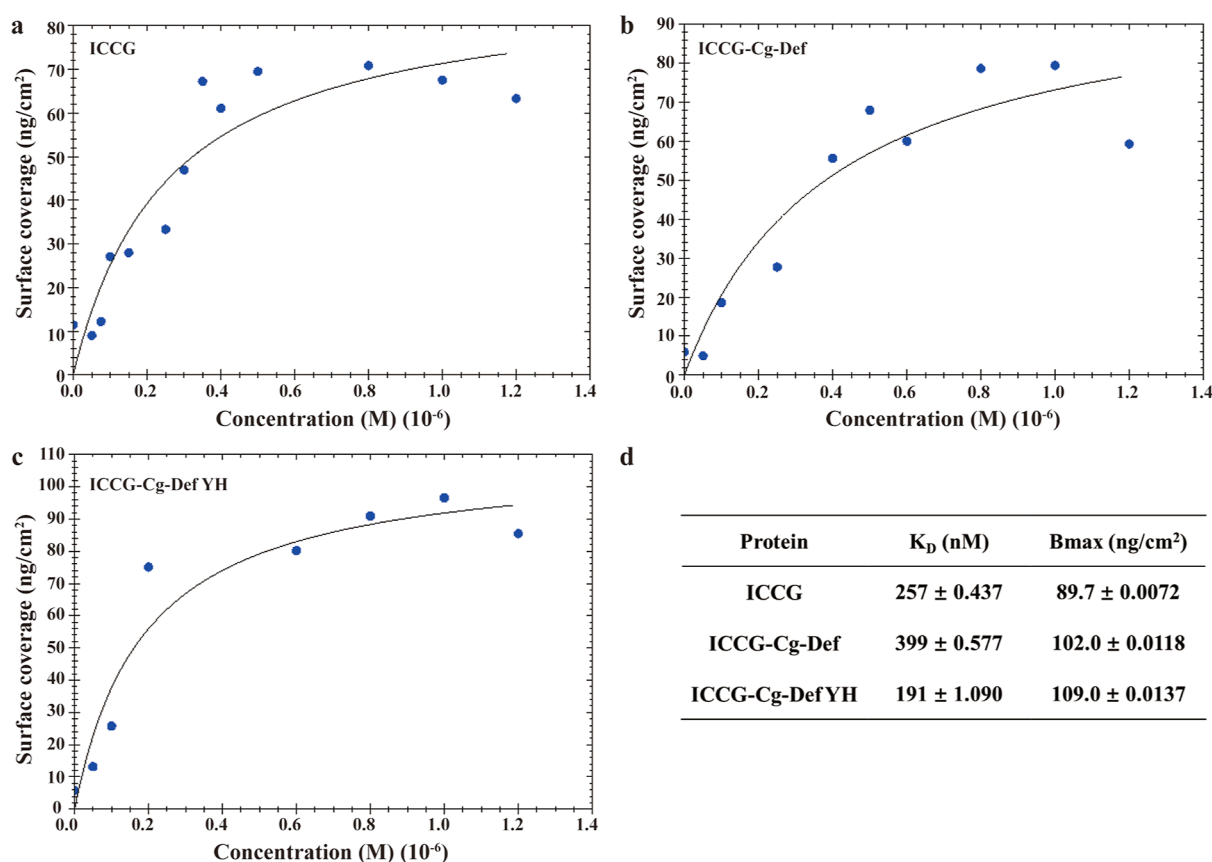 a
ICCG
Surface coverage (ng/cm²)
80
70
60
50
40
30
20
10
0
0.0 0.2 0.4 0.6 0.8 1.0 1.2 1.4
Concentration (M) (10⁻⁶)
b
ICCG-Cg-Def
Surface coverage (ng/cm²)
90
80
70
60
50
40
30
20
10
0
0.0 0.2 0.4 0.6 0.8 1.0 1.2 1.4
Concentration (M) (10⁻⁶)
c
ICCG-Cg-Def YH
Surface coverage (ng/cm²)
110
100
90
80
70
60
50
40
30
20
10
0
0.0 0.2 0.4 0.6 0.8 1.0 1.2 1.4
Concentration (M) (10⁻⁶)
d
Protein K_D (nM) Bmax (ng/cm²)
ICCG 257 ± 0.437 89.7 ± 0.0072
ICCG-Cg-Def 399 ± 0.577 102.0 ± 0.0118
ICCG-Cg-Def YH 191 ± 1.090 109.0 ± 0.0137